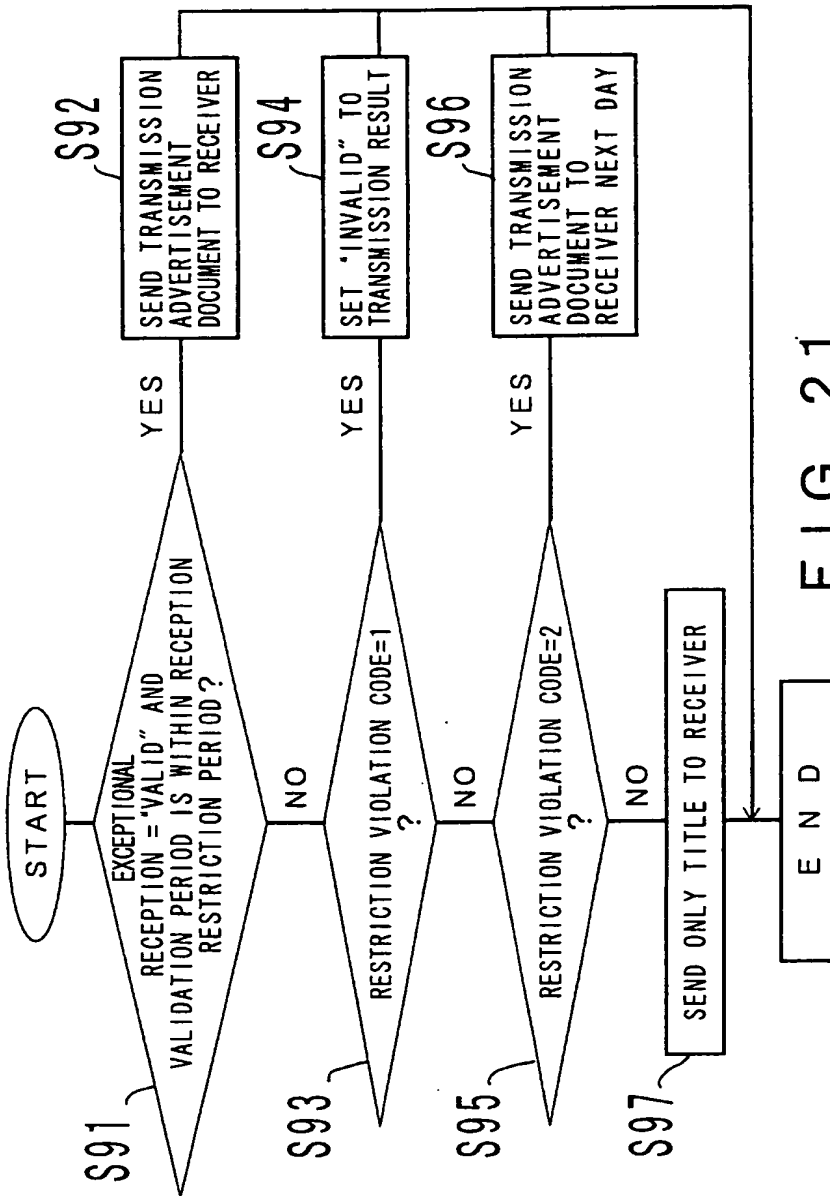 START
S91
EXCEPTIONAL
RECEPTION = "VALID" AND
VALIDATION PERIOD IS WITHIN RECEPTION
RESTRICTION PERIOD?
YES
S92
SEND TRANSMISSION
ADVERTISEMENT
DOCUMENT TO RECEIVER
NO
S93
RESTRICTION VIOLATION CODE=1
?
YES
S94
SET "INVALID" TO
TRANSMISSION RESULT
NO
S95
RESTRICTION VIOLATION CODE=2
?
YES
S96
SEND TRANSMISSION
ADVERTISEMENT
DOCUMENT TO
RECEIVER NEXT DAY
NO
S97
SEND ONLY TITLE TO RECEIVER
END
FIG. 21